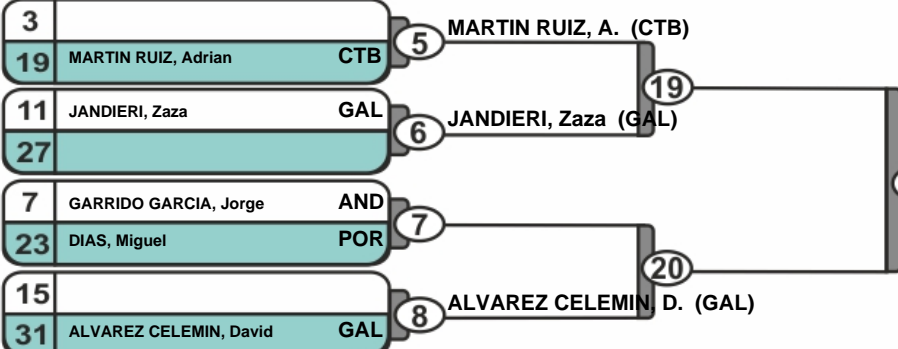 3
19 MARTIN RUIZ, Adrian CTB
5 MARTIN RUIZ, A. (CTB)
19
11 JANDIERI, Zaza GAL
27
6 JANDIERI, Zaza (GAL)
7 GARRIDO GARCIA, Jorge AND
23 DIAS, Miguel POR
7
20
15
31 ALVAREZ CELEMIN, David GAL
8 ALVAREZ CELEMIN, D. (GAL)